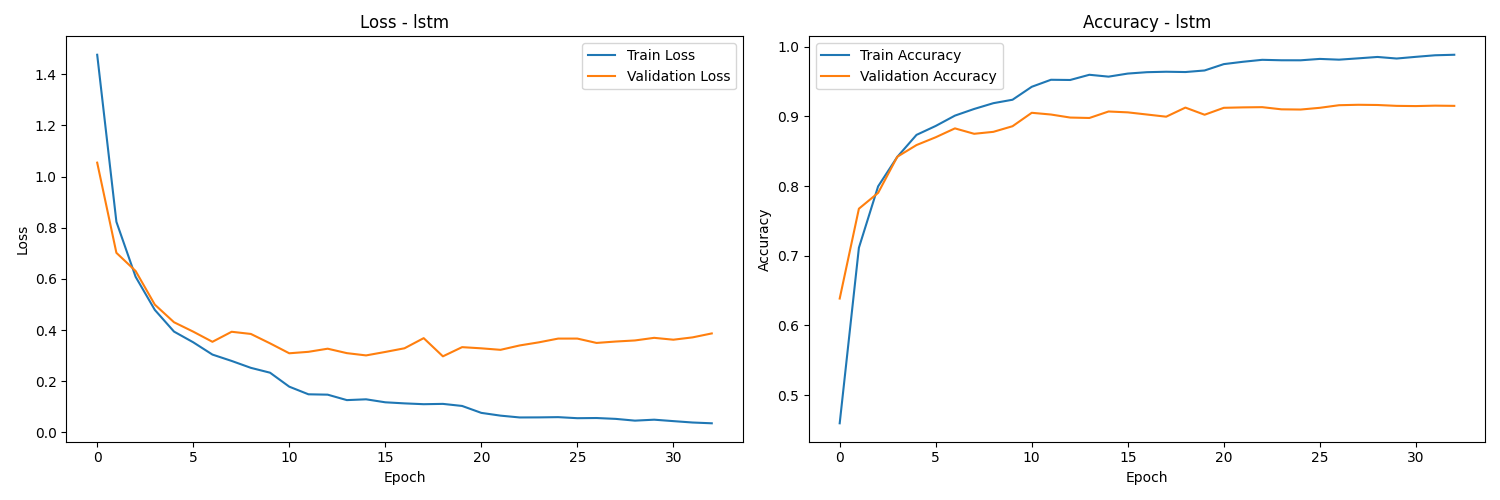 Loss - lstm
Train Loss
Validation Loss
1.4
1.2
1.0
0.8
0.6
0.4
0.2
0.0
Loss
0 5 10 15 20 25 30
Epoch
Accuracy - lstm
Train Accuracy
Validation Accuracy
1.0
0.9
0.8
0.7
0.6
0.5
Accuracy
0 5 10 15 20 25 30
Epoch